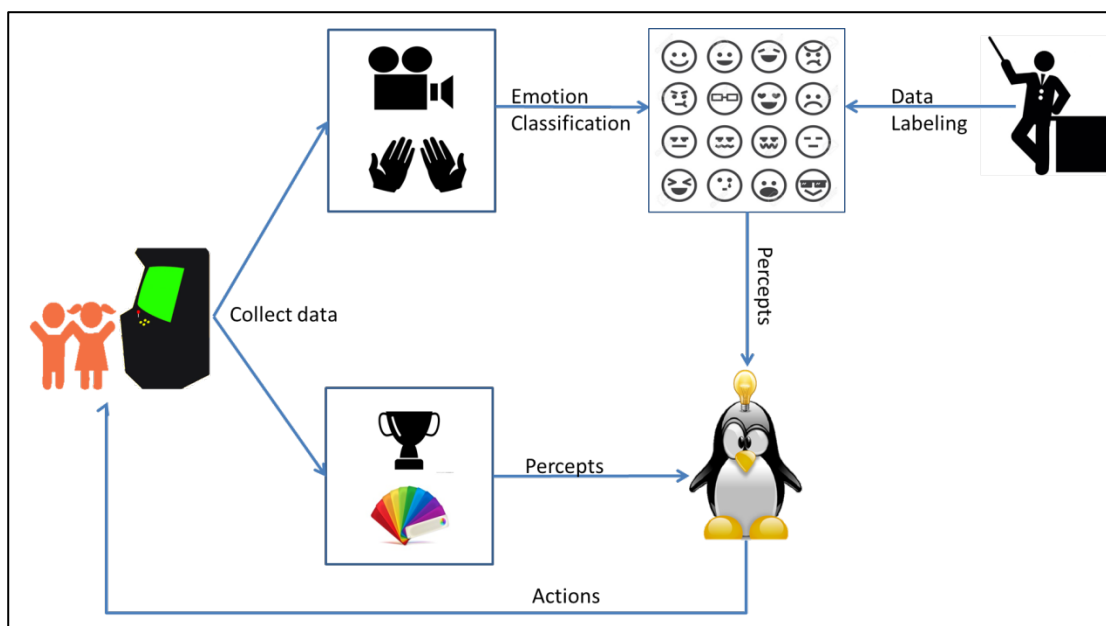 Emotion
Classification
Data
Labeling
Collect data
Percepts
Percepts
Actions